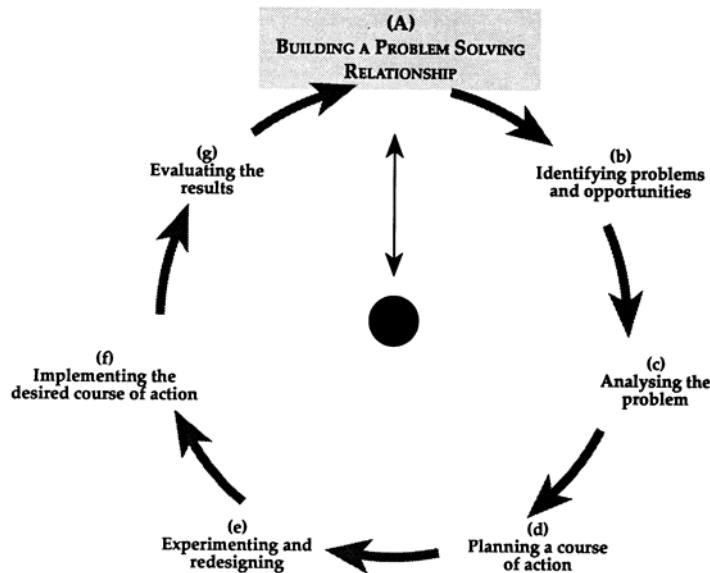 (A)
BUILDING A PROBLEM SOLVING
RELATIONSHIP
(b)
Identifying problems
and opportunities
(c)
Analysing the
problem
(d)
Planning a course
of action
(e)
Experimenting and
redesigning
(f)
Implementing the
desired course of action
(g)
Evaluating the
results